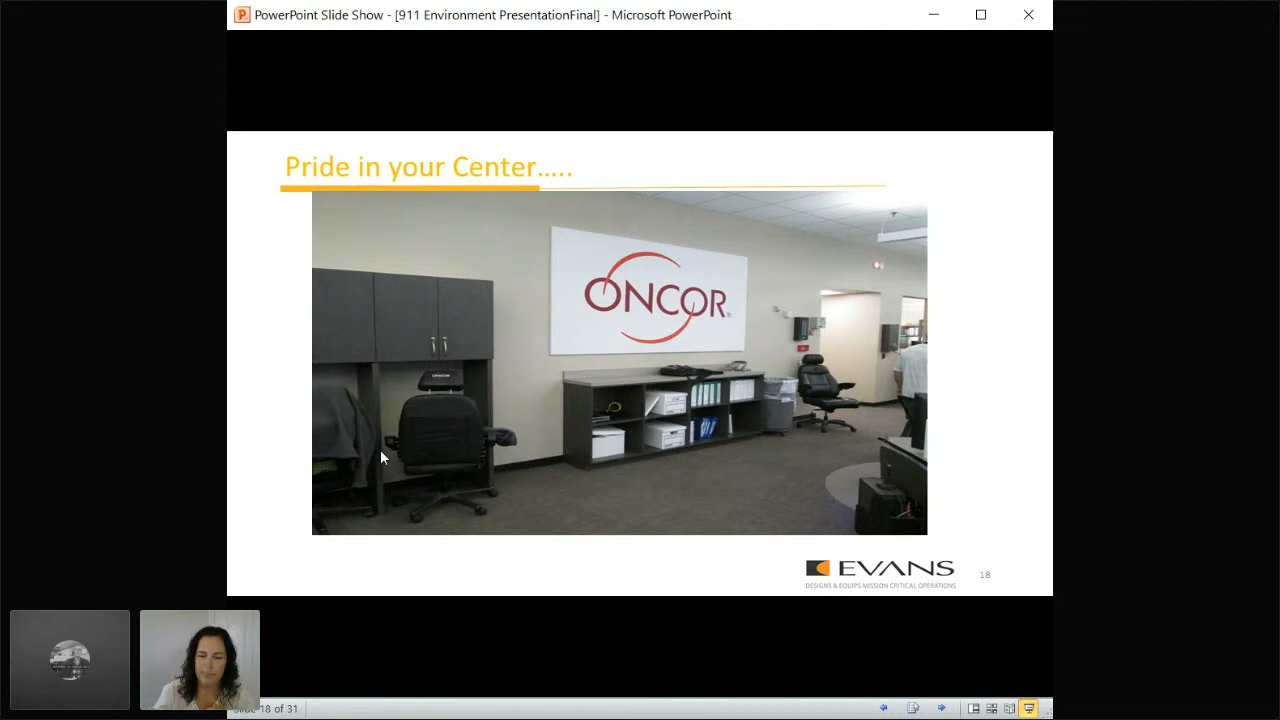 PowerPoint Slide Show - [911 Environment PresentationFinal] - Microsoft PowerPoint
Pride in your Center.....
ONCOR
ONCOR
EVANS
DESIGNS & EQUIPS MISSION CRITICAL OPERATIONS
18
Slide 18 of 31